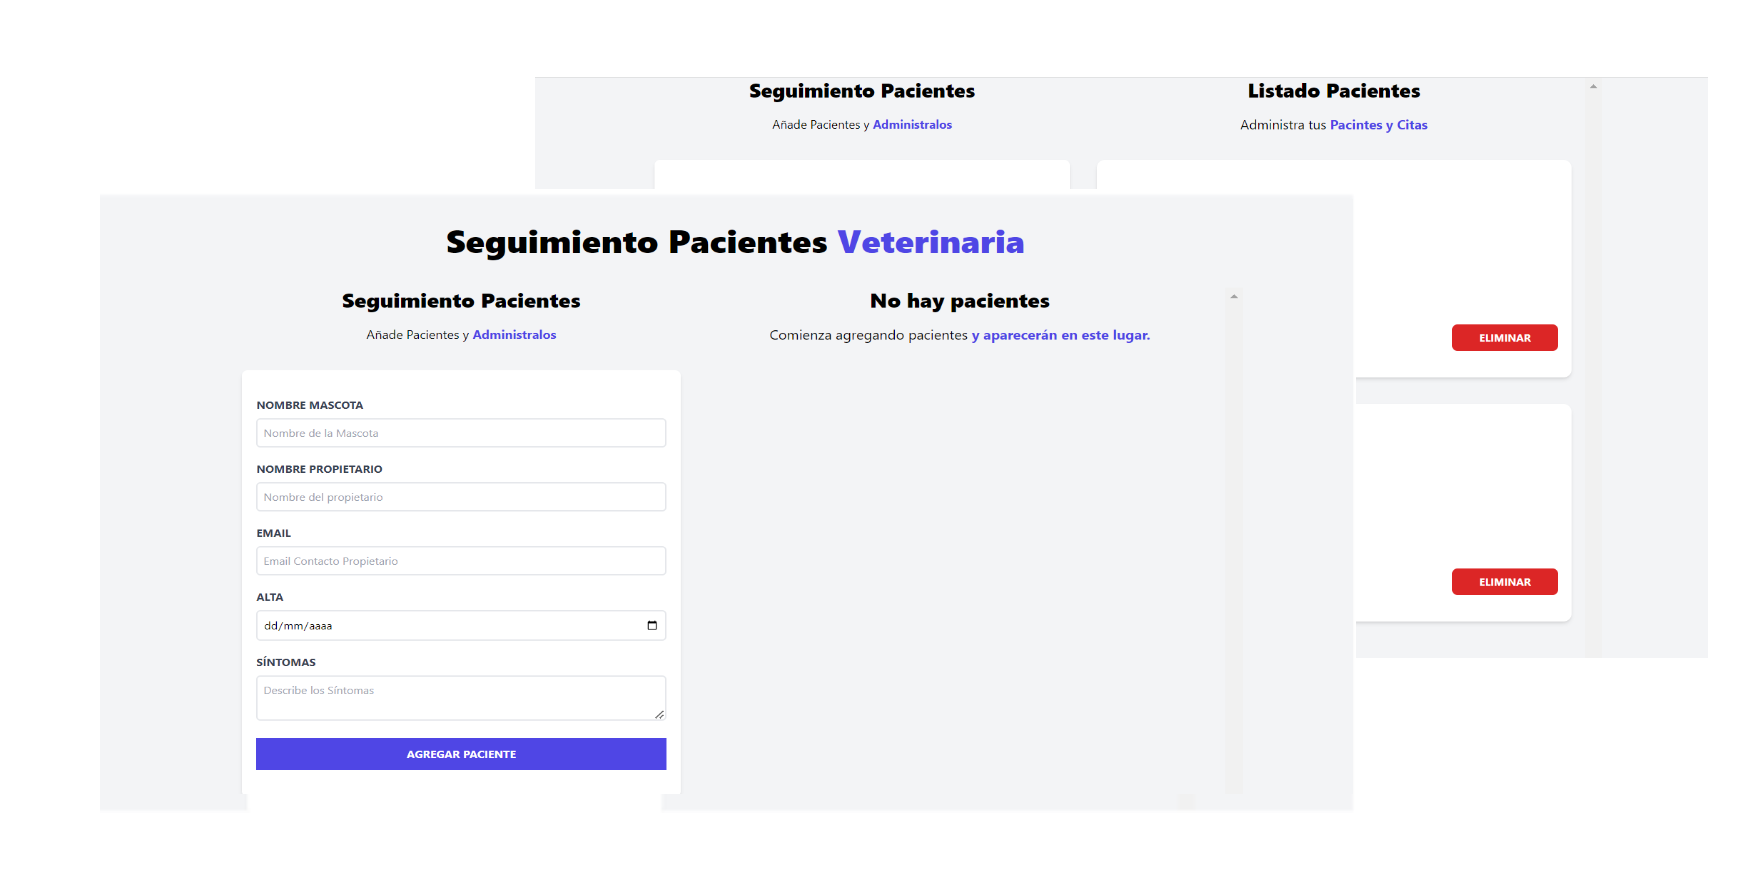 Seguimiento Pacientes
Añade Pacientes y Administralos
Listado Pacientes
Administra tus Pacintes y Citas
ELIMINAR
ELIMINAR
Seguimiento Pacientes Veterinaria
Seguimiento Pacientes
Añade Pacientes y Administralos
NOMBRE MASCOTA
Nombre de la Mascota
NOMBRE PROPIETARIO
Nombre del propietario
EMAIL
Email Contacto Propietario
ALTA
dd/mm/aaaa
SÍNTOMAS
Describe los Síntomas
AGREGAR PACIENTE
No hay pacientes
Comienza agregando pacientes y aparecerán en este lugar.